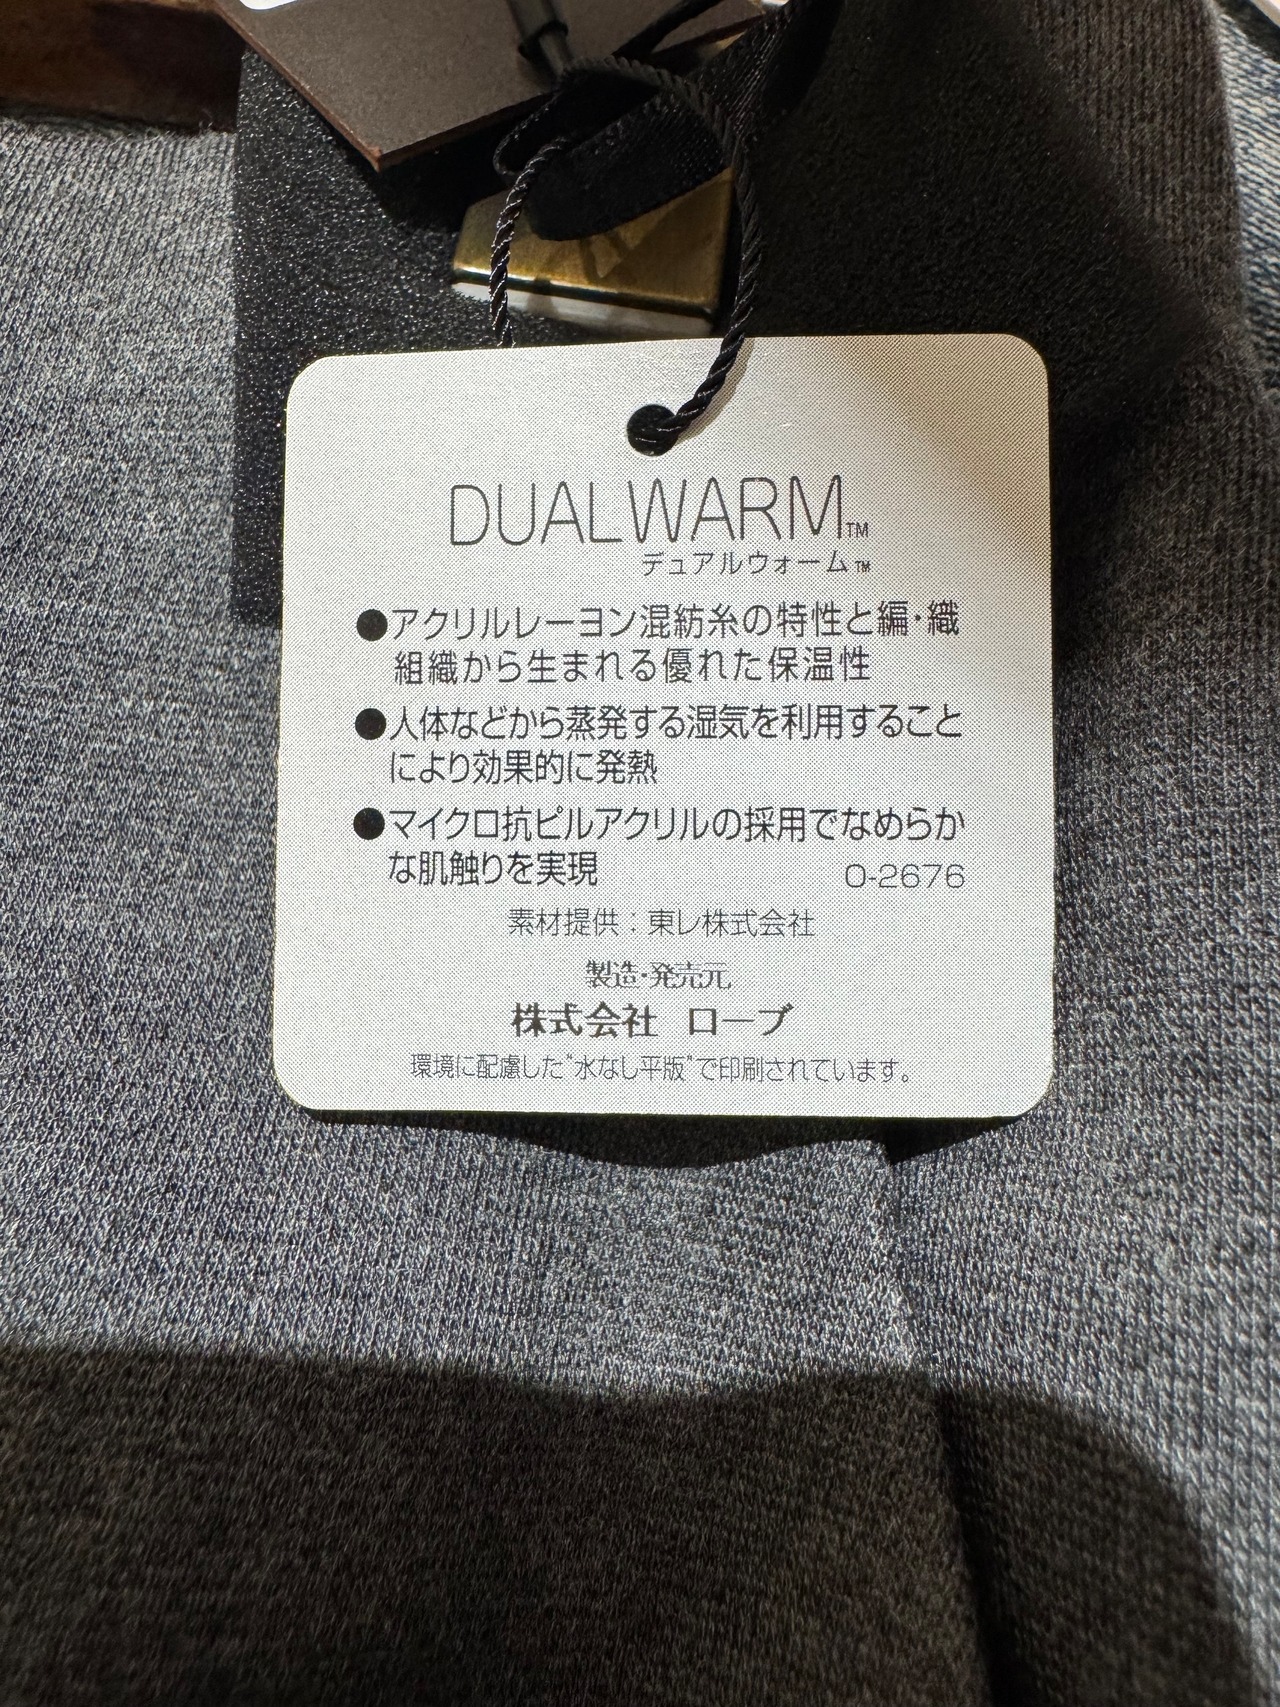 DUALWARM™
デュアルウォーム™
●アクリルレーヨン混紡糸の特性と編・織
組織から生まれる優れた保温性
●人体などから蒸発する湿気を利用すること
により効果的に発熱
●マイクロ抗ピルアクリルの採用でなめらか
な肌触りを実現 O-2676
素材提供：東レ株式会社
製造・発売元
株式会社 ローブ
環境に配慮した“水なし平版”で印刷されています。